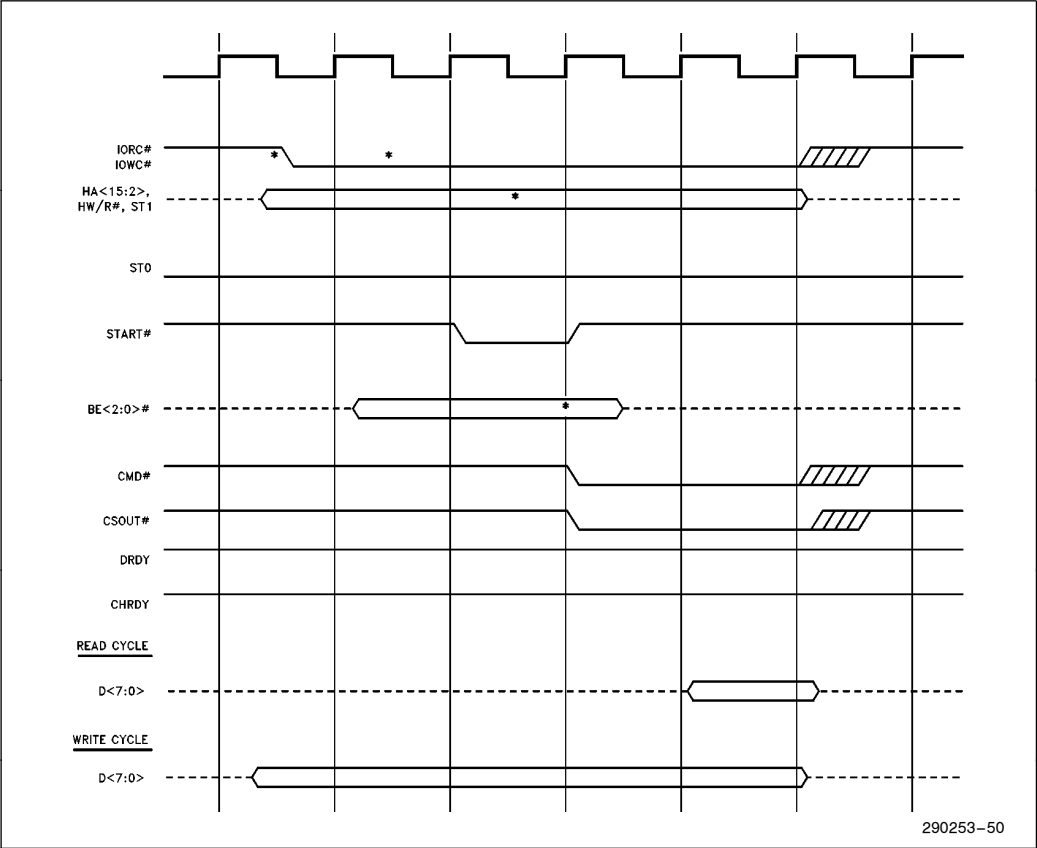 IORC#
IOWC#
HA<15:2>,
HW/R#, ST1
ST0
START#
BE<2:0>#
CMD#
CSOUT#
DRDY
CHRDY
READ CYCLE
D<7:0>
WRITE CYCLE
D<7:0>
290253-50